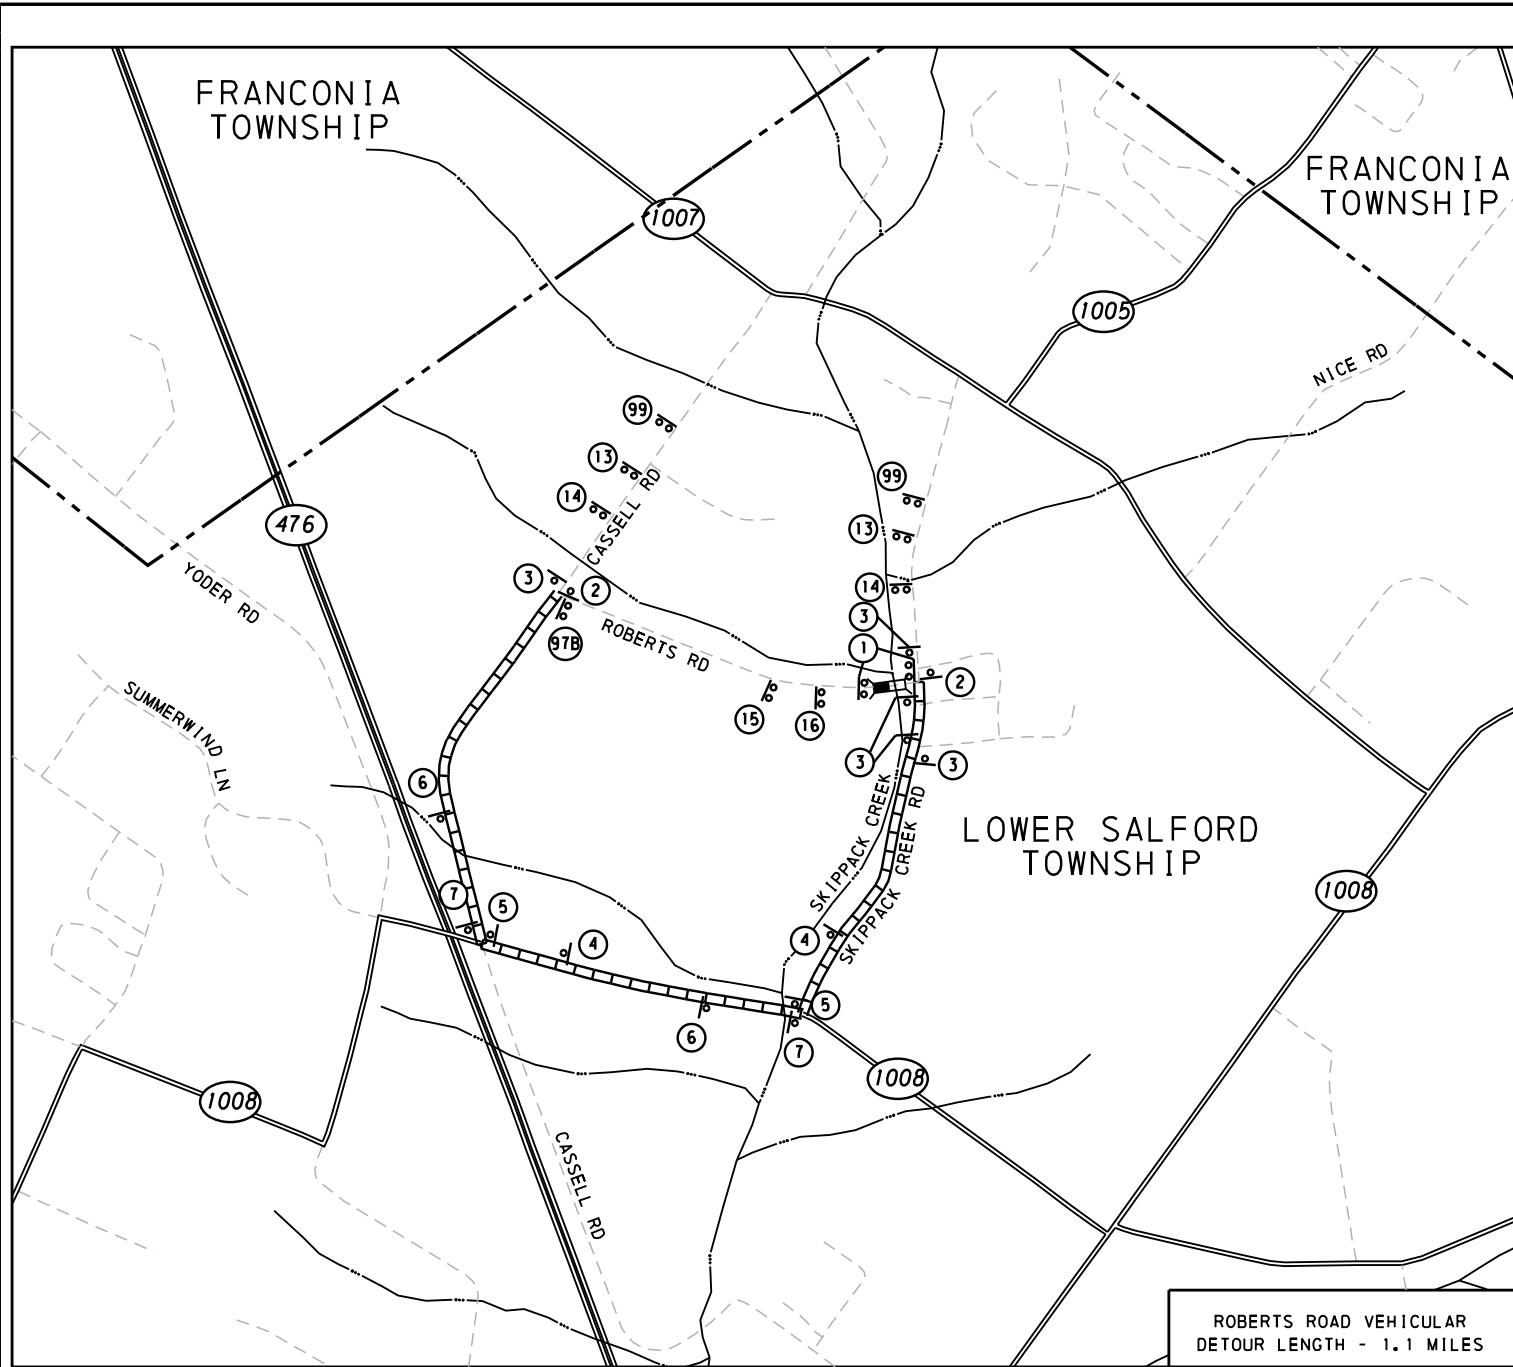 FRANCONIA
TOWNSHIP
FRANCONIA
TOWNSHIP
1007
1005
NICE RD
99
13
14
CASSELL RD
99
13
14
476
YODER RD
3
2
97B
ROBERTS RD
3
1
2
15
16
3
3
SUMMERWIND LN
6
SKIPPACK CREEK
SKIPPACK CREEK RD
LOWER SALFORD
TOWNSHIP
1008
7
5
4
4
5
6
7
1008
1008
CASSELL RD
ROBERTS ROAD VEHICULAR
DETOUR LENGTH - 1.1 MILES